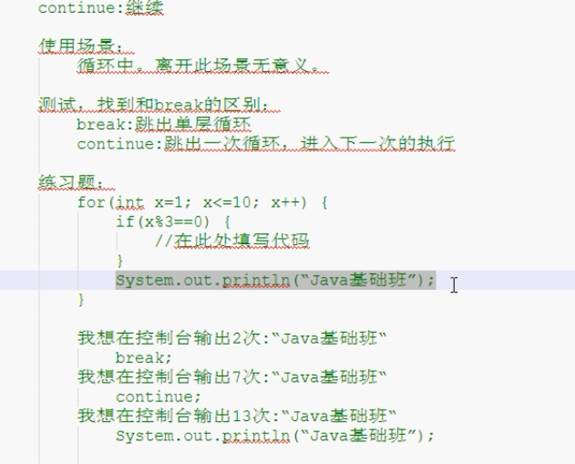 continue:继续
使用场景：
循环中。离开此场景无意义。
测试，找到和break的区别：
break:跳出单层循环
continue:跳出一次循环，进入下一次的执行
练习题：
for(int x=1; x<=10; x++) {
if(x%3==0) {
//在此处填写代码
}
System.out.println(“Java基础班”);
}
我想在控制台输出2次:“Java基础班“
break;
我想在控制台输出7次:“Java基础班“
continue;
我想在控制台输出13次:“Java基础班“
System.out.println(“Java基础班”);